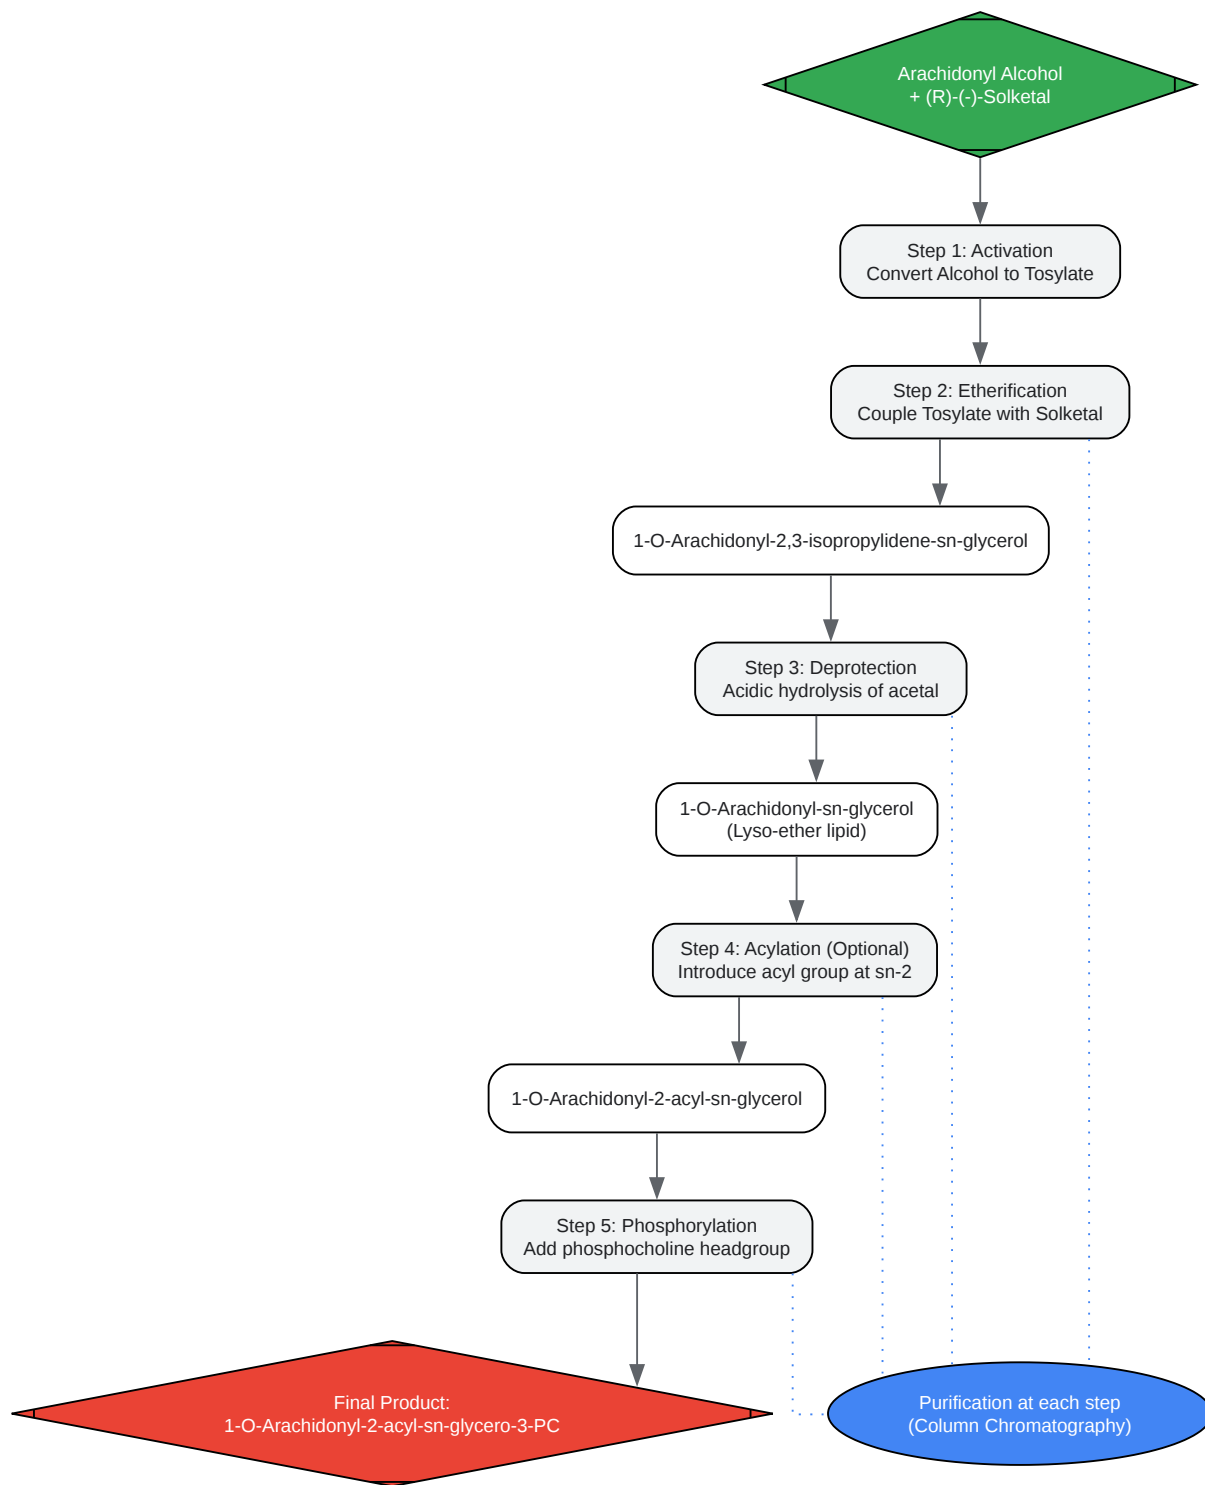 Arachidonyl Alcohol
+ (R)-(-)-Solketal
Step 1: Activation
Convert Alcohol to Tosylate
Step 2: Etherification
Couple Tosylate with Solketal
1-O-Arachidonyl-2,3-isopropylidene-sn-glycerol
Step 3: Deprotection
Acidic hydrolysis of acetal
1-O-Arachidonyl-sn-glycerol
(Lyso-ether lipid)
Step 4: Acylation (Optional)
Introduce acyl group at sn-2
1-O-Arachidonyl-2-acyl-sn-glycerol
Step 5: Phosphorylation
Add phosphocholine headgroup
Final Product:
1-O-Arachidonyl-2-acyl-sn-glycero-3-PC
Purification at each step
(Column Chromatography)